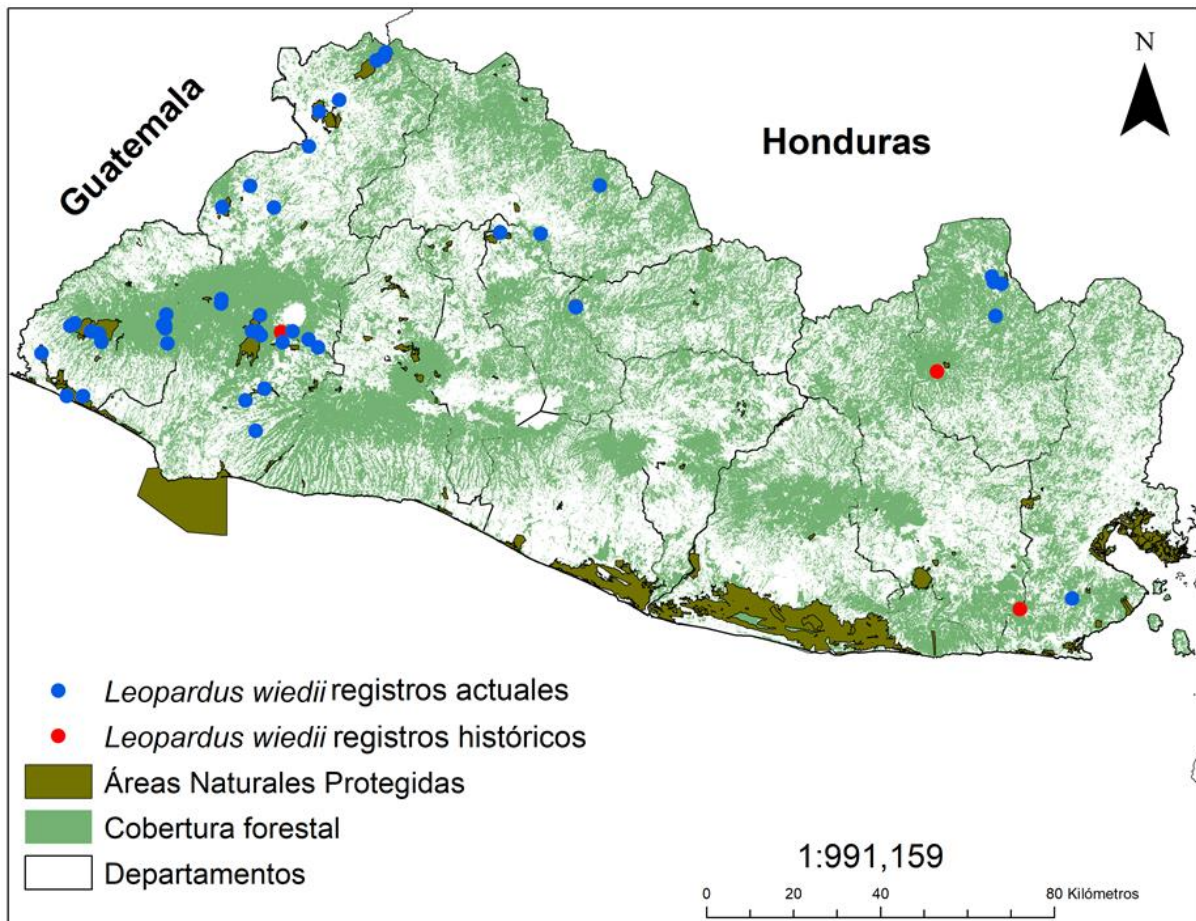 Guatemala
Honduras
N
Leopardus wiedii registros actuales
Leopardus wiedii registros históricos
Áreas Naturales Protegidas
Cobertura forestal
Departamentos
1:991,159
0 20 40 80 Kilómetros